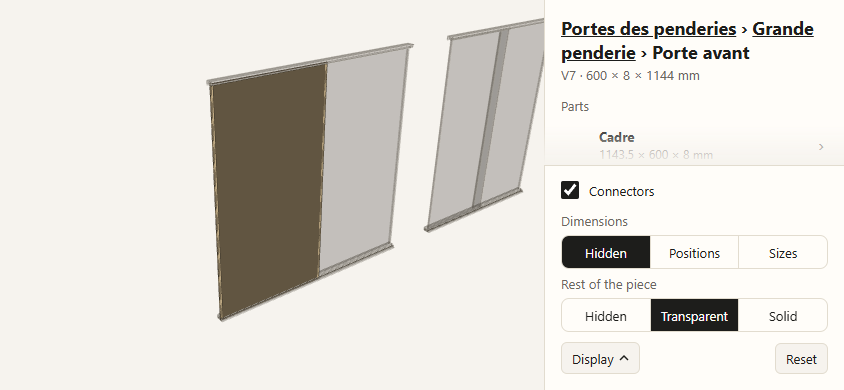 Portes des penderies › Grande
penderie › Porte avant
V7 · 600 × 8 × 1144 mm
Parts
Cadre
1143.5 × 600 × 8 mm
Connectors
Dimensions
Hidden Positions Sizes
Rest of the piece
Hidden Transparent Solid
Display Reset